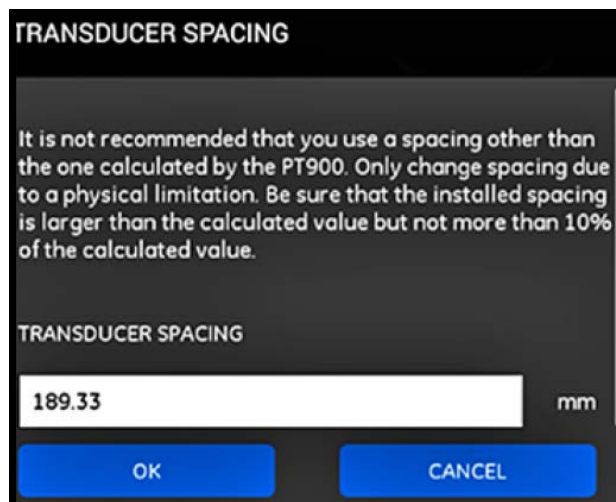 TRANSDUCER SPACING
It is not recommended that you use a spacing other than
the one calculated by the PT900. Only change spacing due
to a physical limitation. Be sure that the installed spacing
is larger than the calculated value but not more than 10%
of the calculated value.
TRANSDUCER SPACING
189.33 mm
OK CANCEL